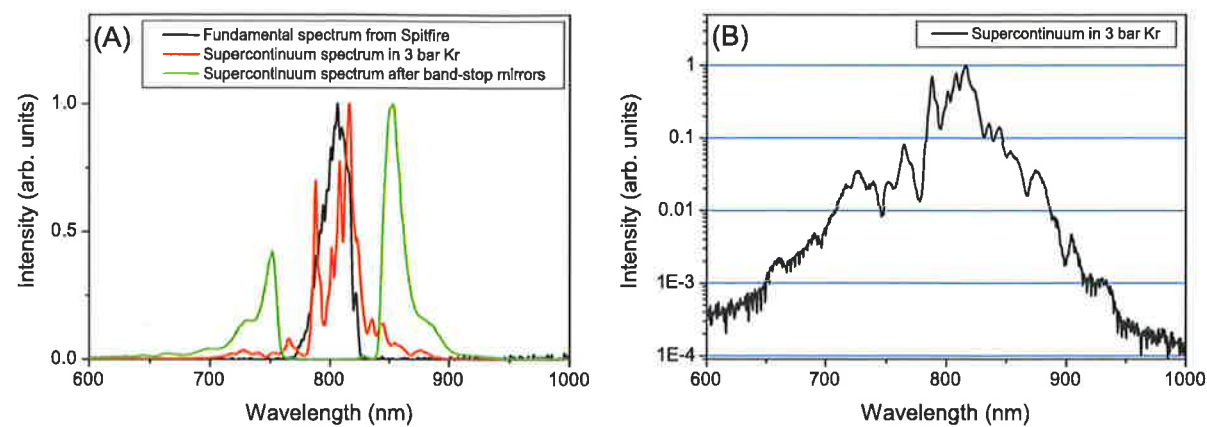 (A)
Fundamental spectrum from Spitfire
Supercontinuum spectrum in 3 bar Kr
Supercontinuum spectrum after band-stop mirrors
1.0
0.5
0.0
Intensity (arb. units)
600 700 800 900 1000
Wavelength (nm)
(B)
Supercontinuum in 3 bar Kr
1
0.1
0.01
1E-3
1E-4
Intensity (arb. units)
600 700 800 900 1000
Wavelength (nm)